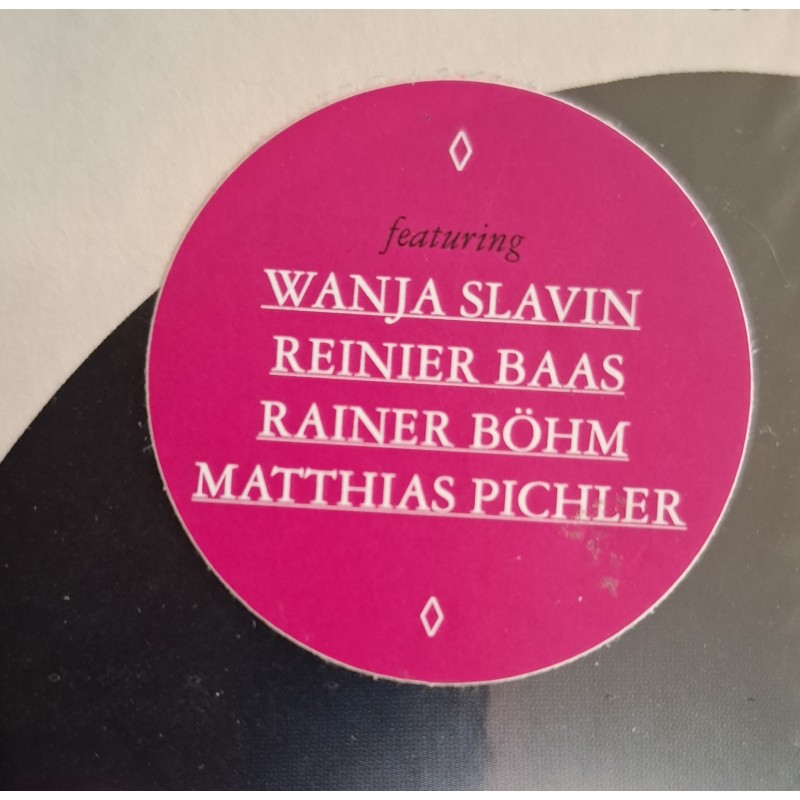 featuring
WANJA SLAVIN
REINIER BAAS
RAINER BÖHM
MATTHIAS PICHLER